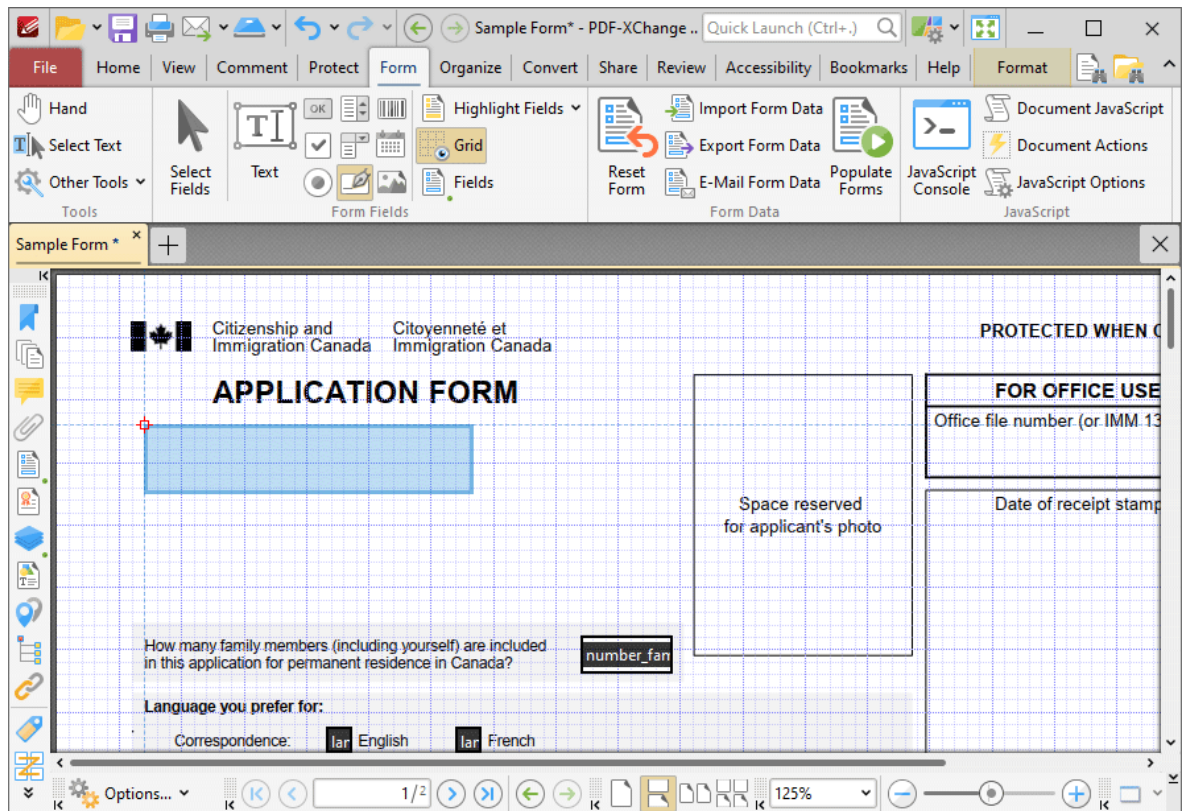 Sample Form* - PDF-XChange .. Quick Launch (Ctrl+.)
File Home View Comment Protect Form Organize Convert Share Review Accessibility Bookmarks Help Format
Hand
Select Text
Other Tools
Tools
Select Fields
Text
OK
Highlight Fields
Grid
Fields
Form Fields
Reset Form
Import Form Data
Export Form Data
E-Mail Form Data
Populate Forms
Form Data
JavaScript Console
Document JavaScript
Document Actions
JavaScript Options
JavaScript
Sample Form *
Citizenship and
Immigration Canada
Citoyenneté et
Immigration Canada
PROTECTED WHEN
APPLICATION FORM
FOR OFFICE USE
Office file number (or IMM 13
Space reserved
for applicant's photo
Date of receipt stamp
How many family members (including yourself) are included
in this application for permanent residence in Canada?
number_fam
Language you prefer for:
Correspondence: lar English lar French
Options... 1/2 125%